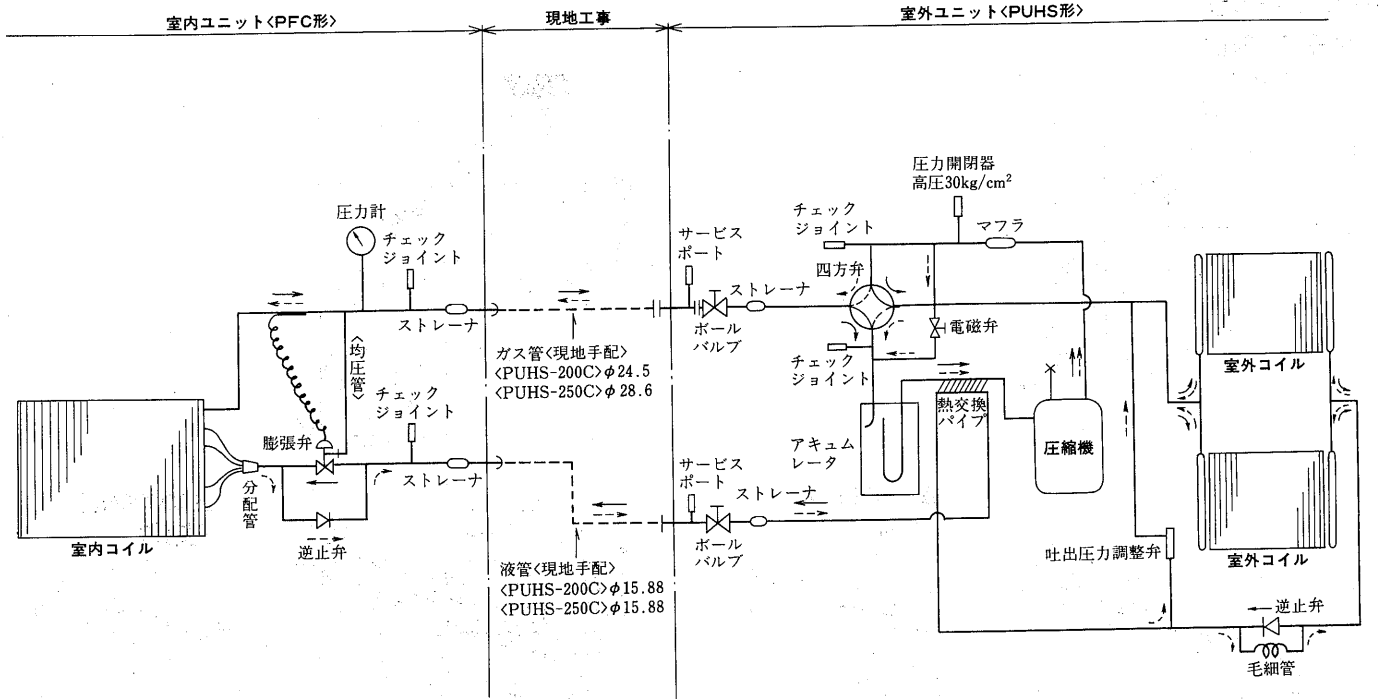 室内ユニット〈PFC形〉
現地工事
室外ユニット〈PUHS形〉
圧力計
チェック
ジョイント
ストレーナ
〈均圧管〉
チェック
ジョイント
膨張弁
ストレーナ
分配管
逆止弁
室内コイル
ガス管〈現地手配〉
〈PUHS-200C〉φ24.5
〈PUHS-250C〉φ28.6
液管〈現地手配〉
〈PUHS-200C〉φ15.88
〈PUHS-250C〉φ15.88
サービス
ポート
ストレーナ
ボール
バルブ
サービス
ポート
ストレーナ
ボール
バルブ
圧力開閉器
高圧30kg/cm²
チェック
ジョイント
マフラ
四方弁
電磁弁
チェック
ジョイント
熱交換
パイプ
アキュム
レータ
圧縮機
室外コイル
室外コイル
吐出圧力調整弁
逆止弁
毛細管